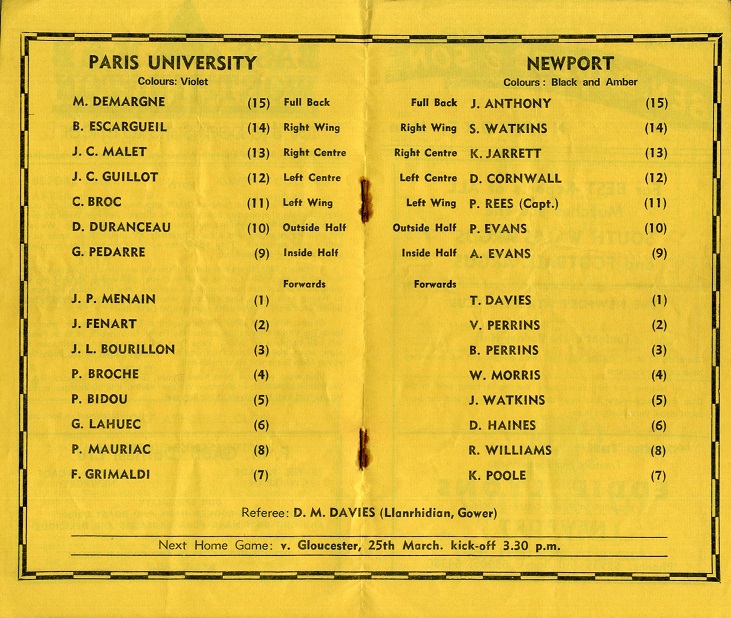 PARIS UNIVERSITY
Colours: Violet
M. DEMARGNE (15) Full Back
B. ESCARGUEIL (14) Right Wing
J. C. MALET (13) Right Centre
J. C. GUILLOT (12) Left Centre
C. BROC (11) Left Wing
D. DURANCEAU (10) Outside Half
G. PEDARRE (9) Inside Half
Forwards
J. P. MENAIN (1)
J. FENART (2)
J. L. BOURILLON (3)
P. BROCHE (4)
P. BIDOU (5)
G. LAHUEC (6)
P. MAURIAC (8)
F. GRIMALDI (7)
NEWPORT
Colours : Black and Amber
Full Back J. ANTHONY (15)
Right Wing S. WATKINS (14)
Right Centre K. JARRETT (13)
Left Centre D. CORNWALL (12)
Left Wing P. REES (Capt.) (11)
Outside Half P. EVANS (10)
Inside Half A. EVANS (9)
Forwards
T. DAVIES (1)
V. PERRINS (2)
B. PERRINS (3)
W. MORRIS (4)
J. WATKINS (5)
D. HAINES (6)
R. WILLIAMS (8)
K. POOLE (7)
Referee: D. M. DAVIES (Llanrhidian, Gower)
Next Home Game: v. Gloucester, 25th March. kick-off 3.30 p.m.